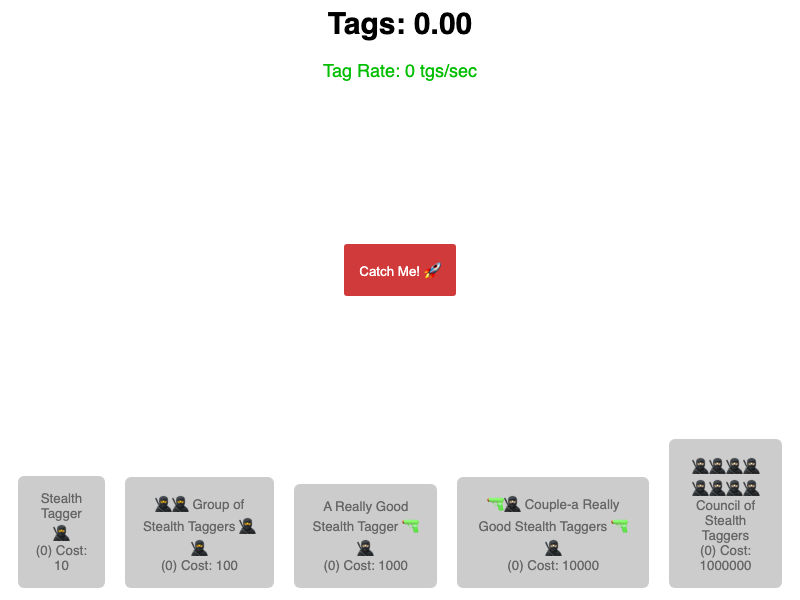 Tags: 0.00
Tag Rate: 0 tgs/sec
Catch Me! 🚀
Stealth
Tagger
🥷
(0) Cost:
10
🥷🥷 Group of
Stealth Taggers 🥷
🥷
(0) Cost: 100
A Really Good
Stealth Tagger 🔫
🥷
(0) Cost: 1000
🔫🥷 Couple-a Really
Good Stealth Taggers 🔫
🥷
(0) Cost: 10000
🥷🥷🥷🥷
🥷🥷🥷🥷
Council of
Stealth
Taggers
(0) Cost:
1000000